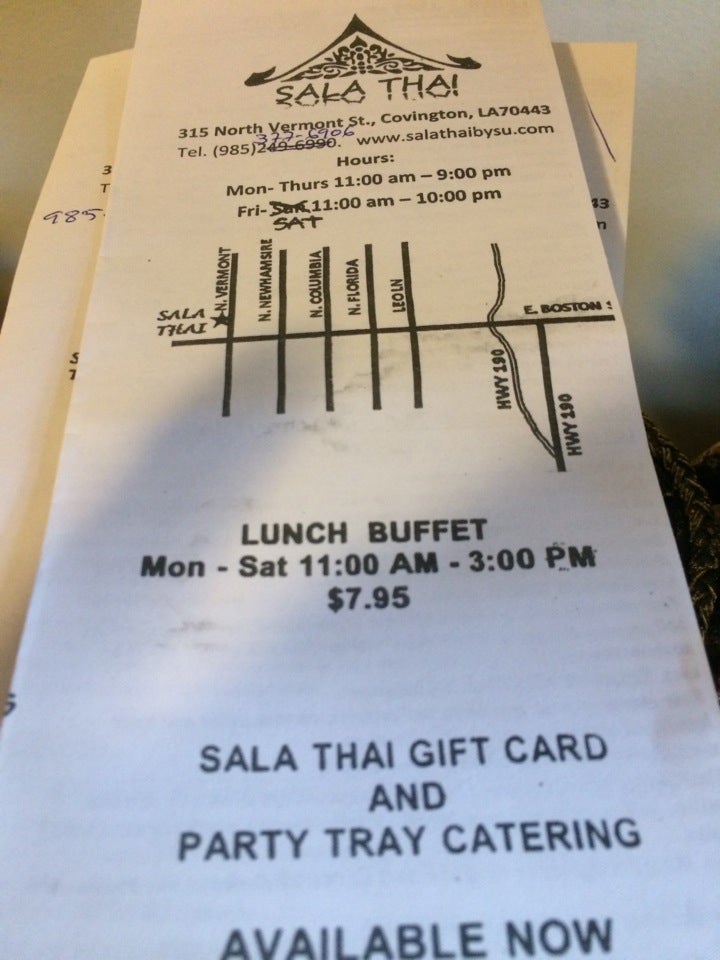 SALA THAI
315 North Vermont St., Covington, LA70443
377-6906
Tel. (985)249-6990. www.salathaibysu.com
Hours:
Mon- Thurs 11:00 am – 9:00 pm
Fri- Sun 11:00 am – 10:00 pm
SAT
985-
SALA
THAI
N. VERMONT
N. NEWHAMSIRE
N. COLUMBIA
N. FLORIDA
LEOLN
E. BOSTON
HWY 190
HWY 190
LUNCH BUFFET
Mon - Sat 11:00 AM - 3:00 PM
$7.95
SALA THAI GIFT CARD
AND
PARTY TRAY CATERING
AVAILABLE NOW